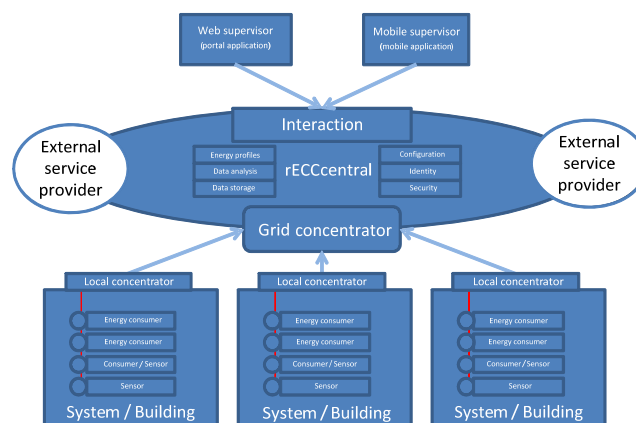 Web supervisor
(portal application)
Mobile supervisor
(mobile application)
Interaction
External
service
provider
Energy profiles
Data analysis
Data storage
rECCcentral
Configuration
Identity
Security
External
service
provider
Grid concentrator
Local concentrator
Energy consumer
Energy consumer
Consumer/Sensor
Sensor
System / Building
Local concentrator
Energy consumer
Energy consumer
Consumer/Sensor
Sensor
System / Building
Local concentrator
Energy consumer
Energy consumer
Consumer/Sensor
Sensor
System / Building